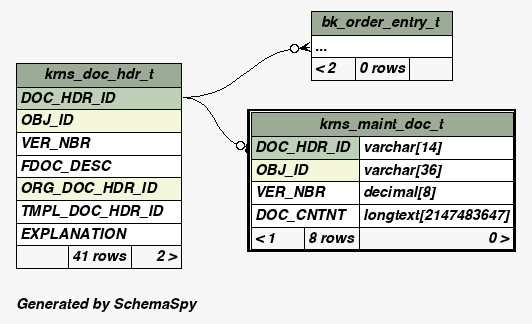 bk_order_entry_t
...
< 2 0 rows
krns_doc_hdr_t
DOC_HDR_ID
OBJ_ID
VER_NBR
FDOC_DESC
ORG_DOC_HDR_ID
TMPL_DOC_HDR_ID
EXPLANATION
41 rows 2 >
krns_maint_doc_t
DOC_HDR_ID varchar[14]
OBJ_ID varchar[36]
VER_NBR decimal[8]
DOC_CNTNT longtext[2147483647]
< 1 8 rows 0 >
Generated by SchemaSpy